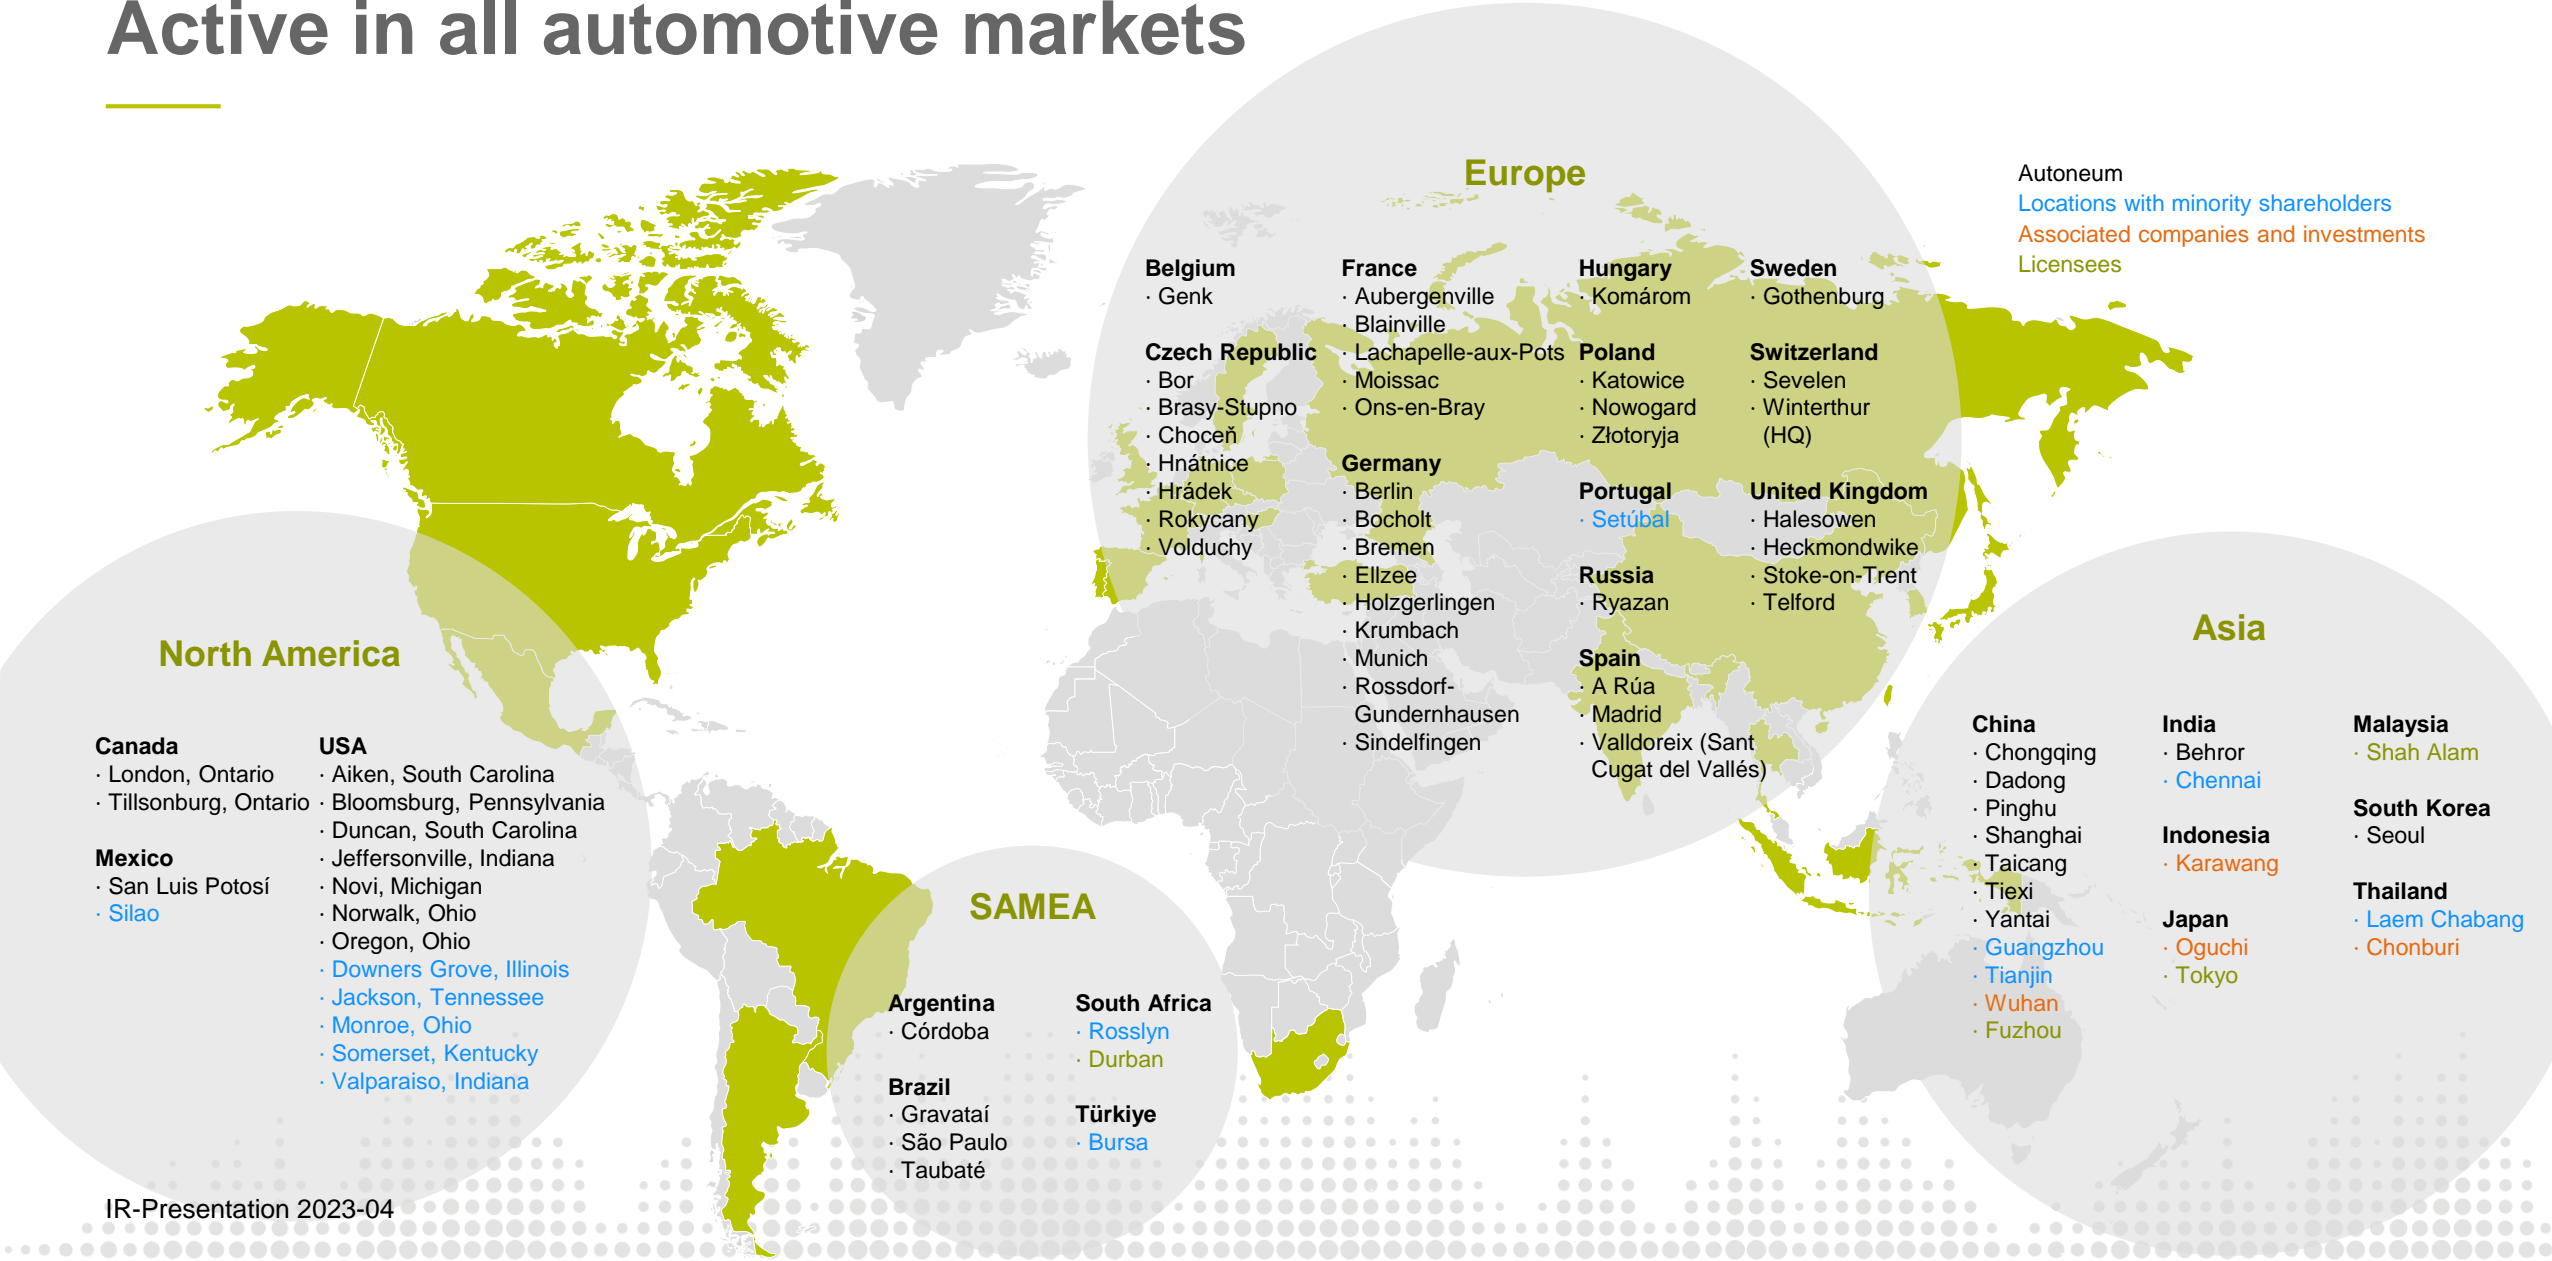 Active in all automotive markets
Autoneum
Locations with minority shareholders
Associated companies and investments
Licensees
Europe
Belgium
· Genk
Czech Republic
· Bor
· Brasy-Stupno
· Choceň
· Hnátnice
· Hrádek
· Rokycany
· Volduchy
France
· Aubergenville
· Blainville
· Lachapelle-aux-Pots
· Moissac
· Ons-en-Bray
Germany
· Berlin
· Bocholt
· Bremen
· Ellzee
· Holzgerlingen
· Krumbach
· Munich
· Rossdorf-
Gundernhausen
· Sindelfingen
Hungary
· Komárom
Poland
· Katowice
· Nowogard
· Złotoryja
Portugal
· Setúbal
Russia
· Ryazan
Spain
· A Rúa
· Madrid
· Valldoreix (Sant
Cugat del Vallés)
Sweden
· Gothenburg
Switzerland
· Sevelen
· Winterthur
(HQ)
United Kingdom
· Halesowen
· Heckmondwike
· Stoke-on-Trent
· Telford
North America
Canada
· London, Ontario
· Tillsonburg, Ontario
Mexico
· San Luis Potosí
· Silao
USA
· Aiken, South Carolina
· Bloomsburg, Pennsylvania
· Duncan, South Carolina
· Jeffersonville, Indiana
· Novi, Michigan
· Norwalk, Ohio
· Oregon, Ohio
· Downers Grove, Illinois
· Jackson, Tennessee
· Monroe, Ohio
· Somerset, Kentucky
· Valparaiso, Indiana
SAMEA
Argentina
· Córdoba
Brazil
· Gravataí
· São Paulo
· Taubaté
South Africa
· Rosslyn
· Durban
Türkiye
· Bursa
Asia
China
· Chongqing
· Dadong
· Pinghu
· Shanghai
· Taicang
· Tiexi
· Yantai
· Guangzhou
· Tianjin
· Wuhan
· Fuzhou
India
· Behror
· Chennai
Indonesia
· Karawang
Japan
· Oguchi
· Tokyo
Malaysia
· Shah Alam
South Korea
· Seoul
Thailand
· Laem Chabang
· Chonburi
IR-Presentation 2023-04